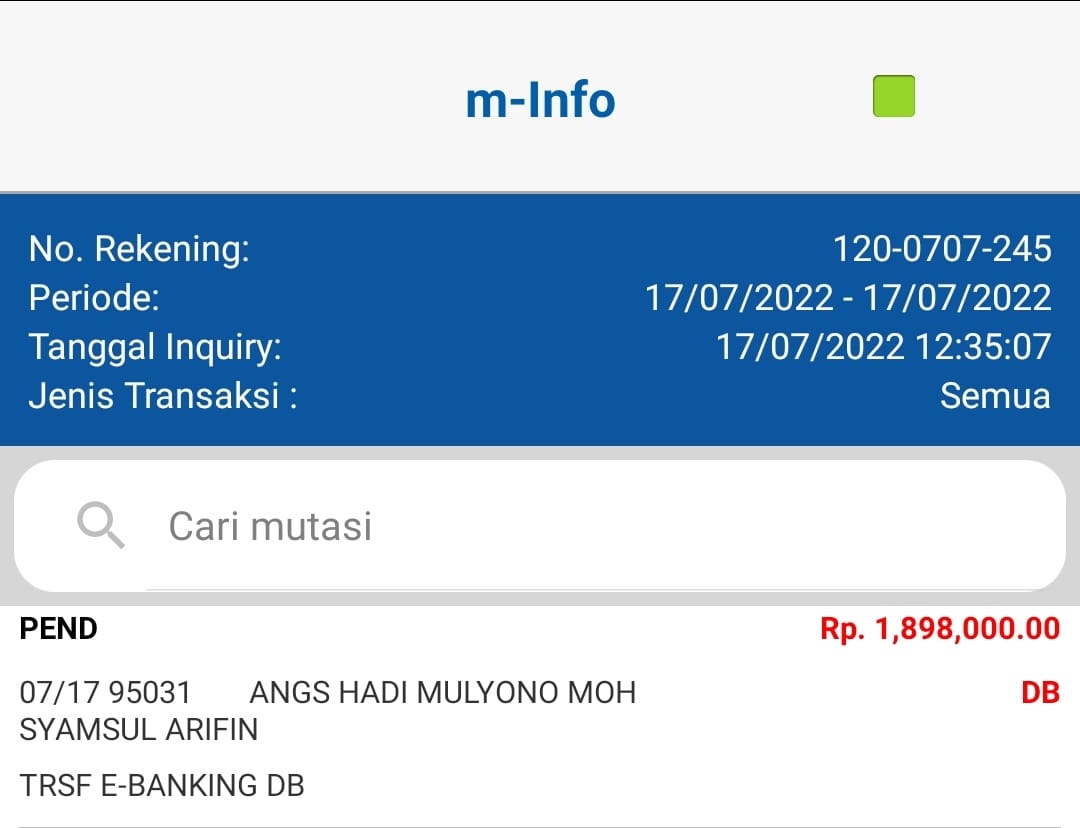 m-Info
No. Rekening: 120-0707-245
Periode: 17/07/2022 - 17/07/2022
Tanggal Inquiry: 17/07/2022 12:35:07
Jenis Transaksi : Semua
Cari mutasi
PEND Rp. 1,898,000.00
07/17 95031 ANGS HADI MULYONO MOH DB
SYAMSUL ARIFIN
TRSF E-BANKING DB